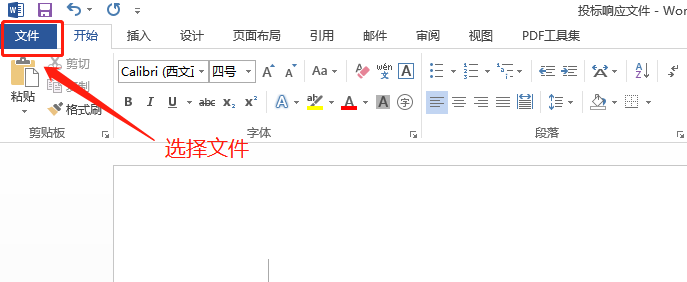 投标响应文件 - Wor
文件 开始 插入 设计 页面布局 引用 邮件 审阅 视图 PDF工具集
剪切
复制
粘贴
格式刷
剪贴板
Calibri (西文正 四号 A A Aa wén A
B I U abc X₂ X² A ab A A 字
字体
段落
选择文件